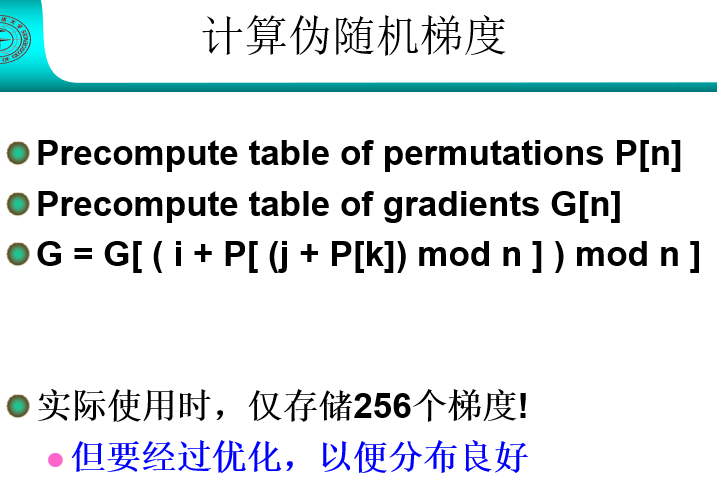 计算伪随机梯度
Precompute table of permutations P[n]
Precompute table of gradients G[n]
G = G[ ( i + P[ (j + P[k]) mod n ] ) mod n ]
实际使用时，仅存储256个梯度!
但要经过优化，以便分布良好